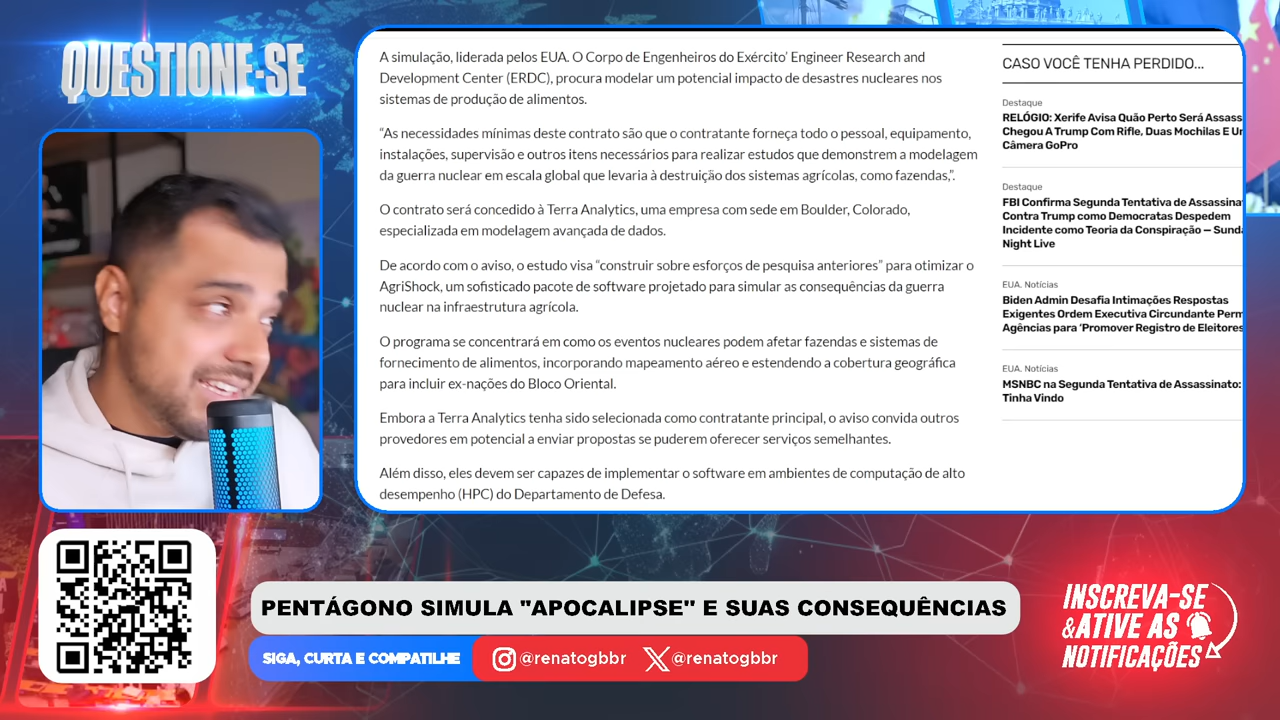 QUESTIONE-SE
A simulação, liderada pelos EUA. O Corpo de Engenheiros do Exército’ Engineer Research and
Development Center (ERDC), procura modelar um potencial impacto de desastres nucleares nos
sistemas de produção de alimentos.
“As necessidades mínimas deste contrato são que o contratante forneça todo o pessoal, equipamento,
instalações, supervisão e outros itens necessários para realizar estudos que demonstrem a modelagem
da guerra nuclear em escala global que levaria à destruição dos sistemas agrícolas, como fazendas,”.
O contrato será concedido à Terra Analytics, uma empresa com sede em Boulder, Colorado,
especializada em modelagem avançada de dados.
De acordo com o aviso, o estudo visa “construir sobre esforços de pesquisa anteriores” para otimizar o
AgriShock, um sofisticado pacote de software projetado para simular as consequências da guerra
nuclear na infraestrutura agrícola.
O programa se concentrará em como os eventos nucleares podem afetar fazendas e sistemas de
fornecimento de alimentos, incorporando mapeamento aéreo e estendendo a cobertura geográfica
para incluir ex-nações do Bloco Oriental.
Embora a Terra Analytics tenha sido selecionada como contratante principal, o aviso convida outros
provedores em potencial a enviar propostas se puderem oferecer serviços semelhantes.
Além disso, eles devem ser capazes de implementar o software em ambientes de computação de alto
desempenho (HPC) do Departamento de Defesa.
CASO VOCÊ TENHA PERDIDO...
Destaque
RELÓGIO: Xerife Avisa Quão Perto Será Assass
Chegou A Trump Com Rifle, Duas Mochilas E Ur
Câmera GoPro
Destaque
FBI Confirma Segunda Tentativa de Assassinat
Contra Trump como Democratas Despedem
Incidente como Teoria da Conspiração — Sunda
Night Live
EUA. Notícias
Biden Admin Desafia Intimações Respostas
Exigentes Ordem Executiva Circundante Perm
Agências para ‘Promover Registro de Eleitores
EUA. Notícias
MSNBC na Segunda Tentativa de Assassinato:
Tinha Vindo
PENTÁGONO SIMULA "APOCALIPSE" E SUAS CONSEQUÊNCIAS
SIGA, CURTA E COMPATILHE
@renatogbbr
@renatogbbr
INSCREVA-SE
&ATIVE AS
NOTIFICAÇÕES